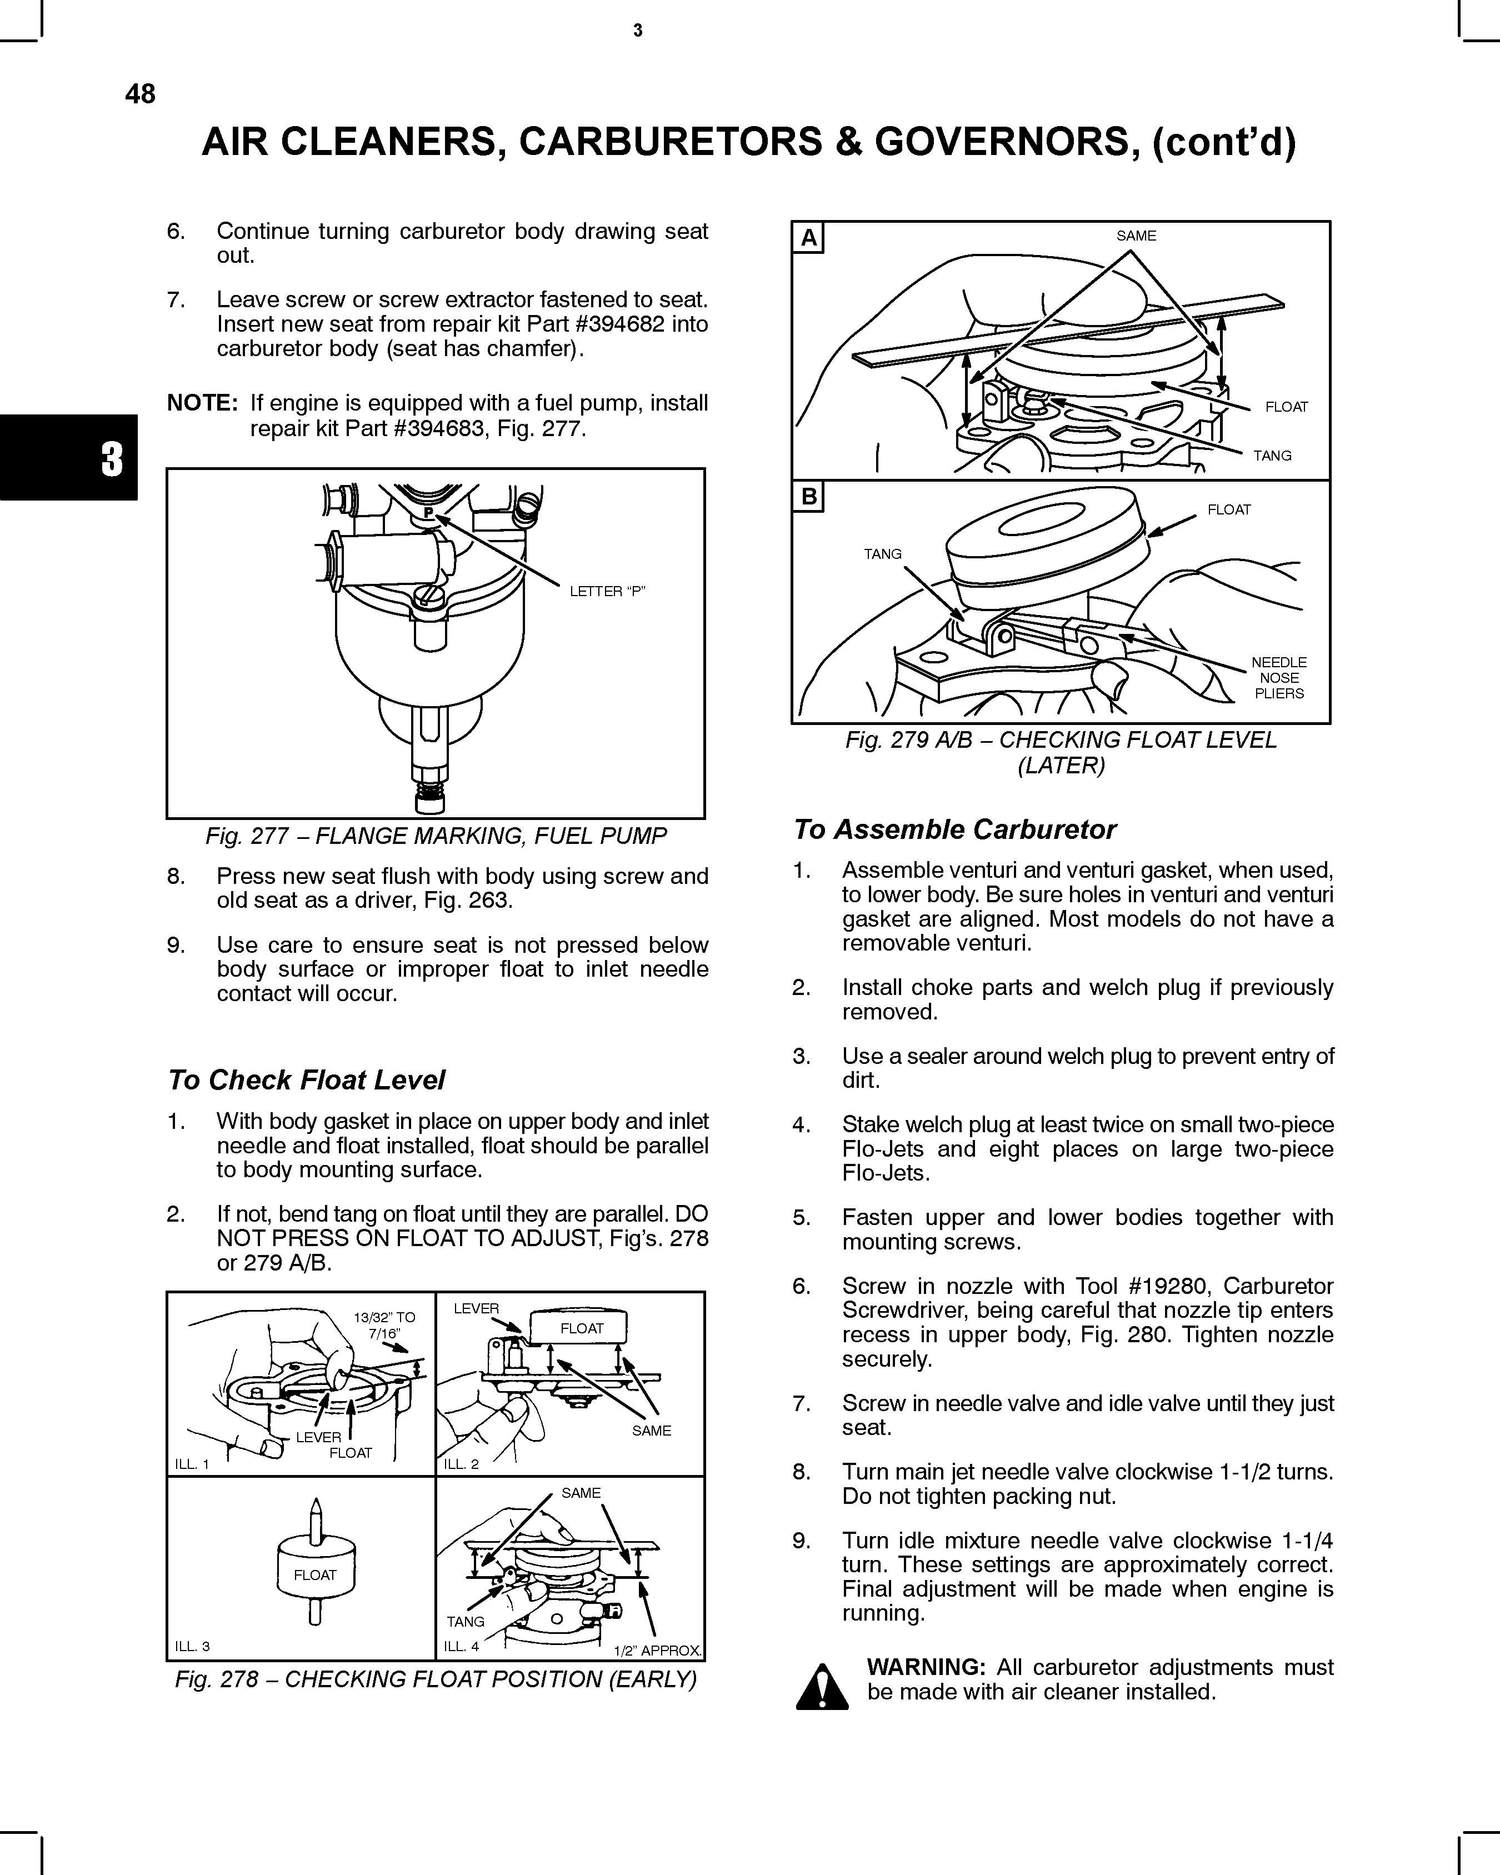 3
48
AIR CLEANERS, CARBURETORS & GOVERNORS, (cont’d)
6. Continue turning carburetor body drawing seat
out.
7. Leave screw or screw extractor fastened to seat.
Insert new seat from repair kit Part #394682 into
carburetor body (seat has chamfer).
NOTE: If engine is equipped with a fuel pump, install
repair kit Part #394683, Fig. 277.
3
P
LETTER “P”
Fig. 277 – FLANGE MARKING, FUEL PUMP
8. Press new seat flush with body using screw and
old seat as a driver, Fig. 263.
9. Use care to ensure seat is not pressed below
body surface or improper float to inlet needle
contact will occur.
To Check Float Level
1. With body gasket in place on upper body and inlet
needle and float installed, float should be parallel
to body mounting surface.
2. If not, bend tang on float until they are parallel. DO
NOT PRESS ON FLOAT TO ADJUST, Fig’s. 278
or 279 A/B.
13/32” TO
7/16”
LEVER
FLOAT
ILL. 1
LEVER
FLOAT
SAME
ILL. 2
FLOAT
ILL. 3
SAME
TANG
ILL. 4
1/2” APPROX.
Fig. 278 – CHECKING FLOAT POSITION (EARLY)
A
SAME
FLOAT
TANG
B
FLOAT
TANG
NEEDLE
NOSE
PLIERS
Fig. 279 A/B – CHECKING FLOAT LEVEL
(LATER)
To Assemble Carburetor
1. Assemble venturi and venturi gasket, when used,
to lower body. Be sure holes in venturi and venturi
gasket are aligned. Most models do not have a
removable venturi.
2. Install choke parts and welch plug if previously
removed.
3. Use a sealer around welch plug to prevent entry of
dirt.
4. Stake welch plug at least twice on small two-piece
Flo-Jets and eight places on large two-piece
Flo-Jets.
5. Fasten upper and lower bodies together with
mounting screws.
6. Screw in nozzle with Tool #19280, Carburetor
Screwdriver, being careful that nozzle tip enters
recess in upper body, Fig. 280. Tighten nozzle
securely.
7. Screw in needle valve and idle valve until they just
seat.
8. Turn main jet needle valve clockwise 1-1/2 turns.
Do not tighten packing nut.
9. Turn idle mixture needle valve clockwise 1-1/4
turn. These settings are approximately correct.
Final adjustment will be made when engine is
running.
WARNING: All carburetor adjustments must
be made with air cleaner installed.